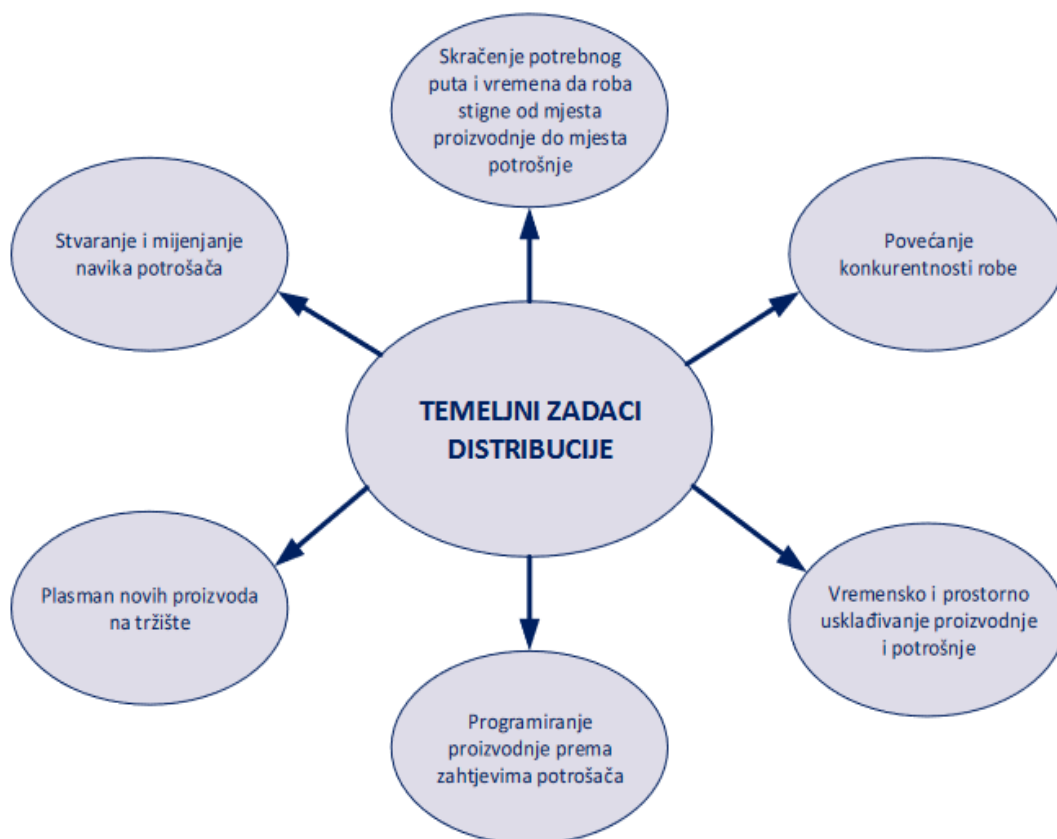 Skračenje potrebnog
puta i vremena da roba
stigne od mjesta
proizvodnje do mjesta
potrošnje
Stvaranje i mijenjanje
navika potrošača
Povećanje
konkurentnosti robe
TEMELJNI ZADACI
DISTRIBUCIJE
Plasman novih proizvoda
na tržište
Vremensko i prostorno
usklađivanje proizvodnje
i potrošnje
Programiranje
proizvodnje prema
zahtjevima potrošača